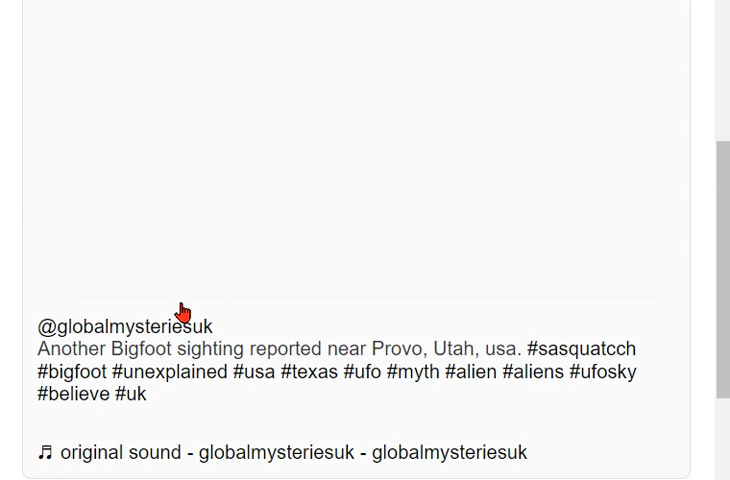 @globalmysteriesuk
Another Bigfoot sighting reported near Provo, Utah, usa. #sasquatcch
#bigfoot #unexplained #usa #texas #ufo #myth #alien #aliens #ufosky
#believe #uk
♬ original sound - globalmysteriesuk - globalmysteriesuk